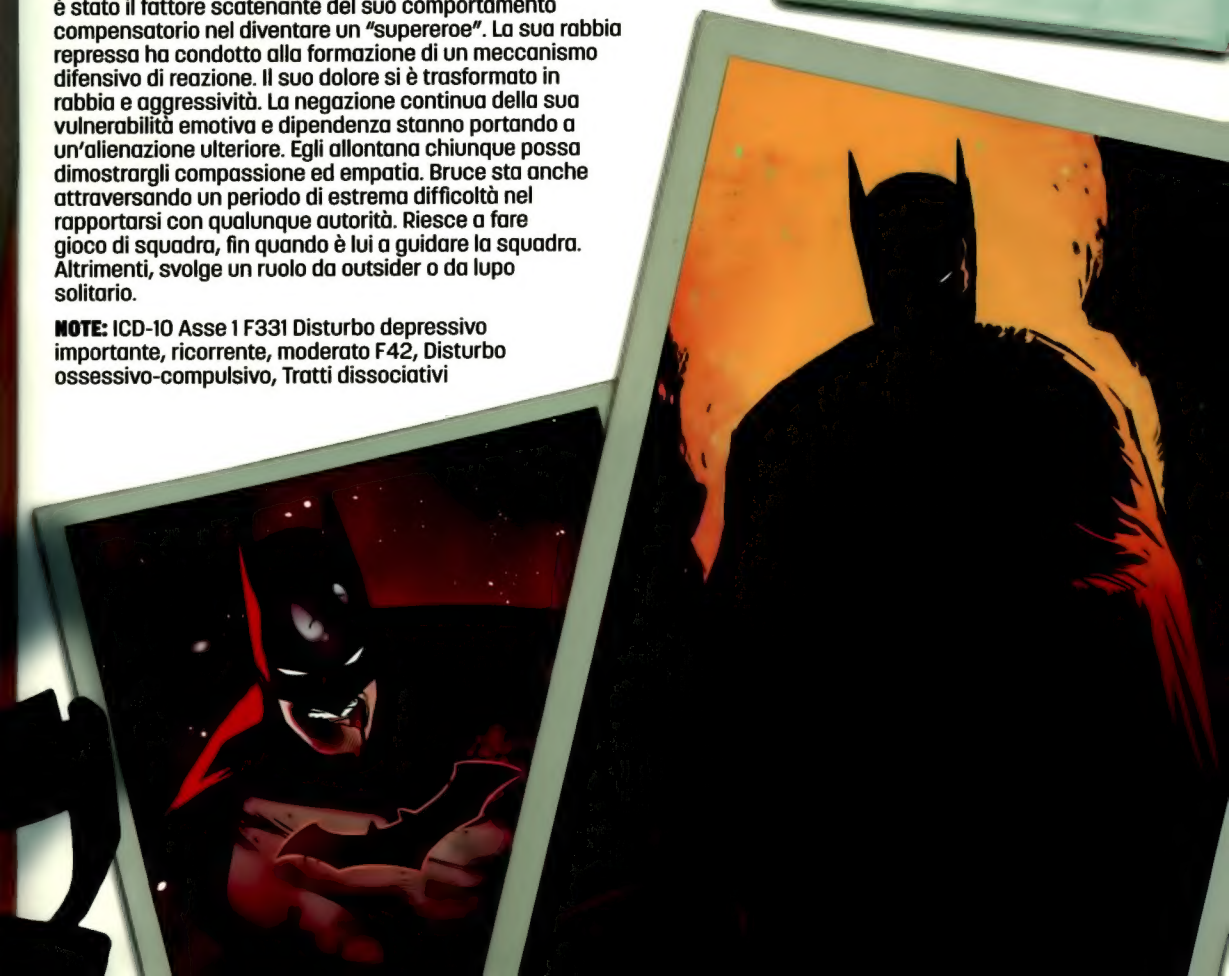 è stato il fattore scatenante del suo comportamento
compensatorio nel diventare un “supereroe”. La sua rabbia
repressa ha condotto alla formazione di un meccanismo
difensivo di reazione. Il suo dolore si è trasformato in
rabbia e aggressività. La negazione continua della sua
vulnerabilità emotiva e dipendenza stanno portando a
un’alienazione ulteriore. Egli allontana chiunque possa
dimostrargli compassione ed empatia. Bruce sta anche
attraversando un periodo di estrema difficoltà nel
rapportarsi con qualunque autorità. Riesce a fare
gioco di squadra, fin quando è lui a guidare la squadra.
Altrimenti, svolge un ruolo da outsider o da lupo
solitario.
NOTE: ICD-10 Asse 1 F331 Disturbo depressivo
importante, ricorrente, moderato F42, Disturbo
ossessivo-compulsivo, Tratti dissociativi